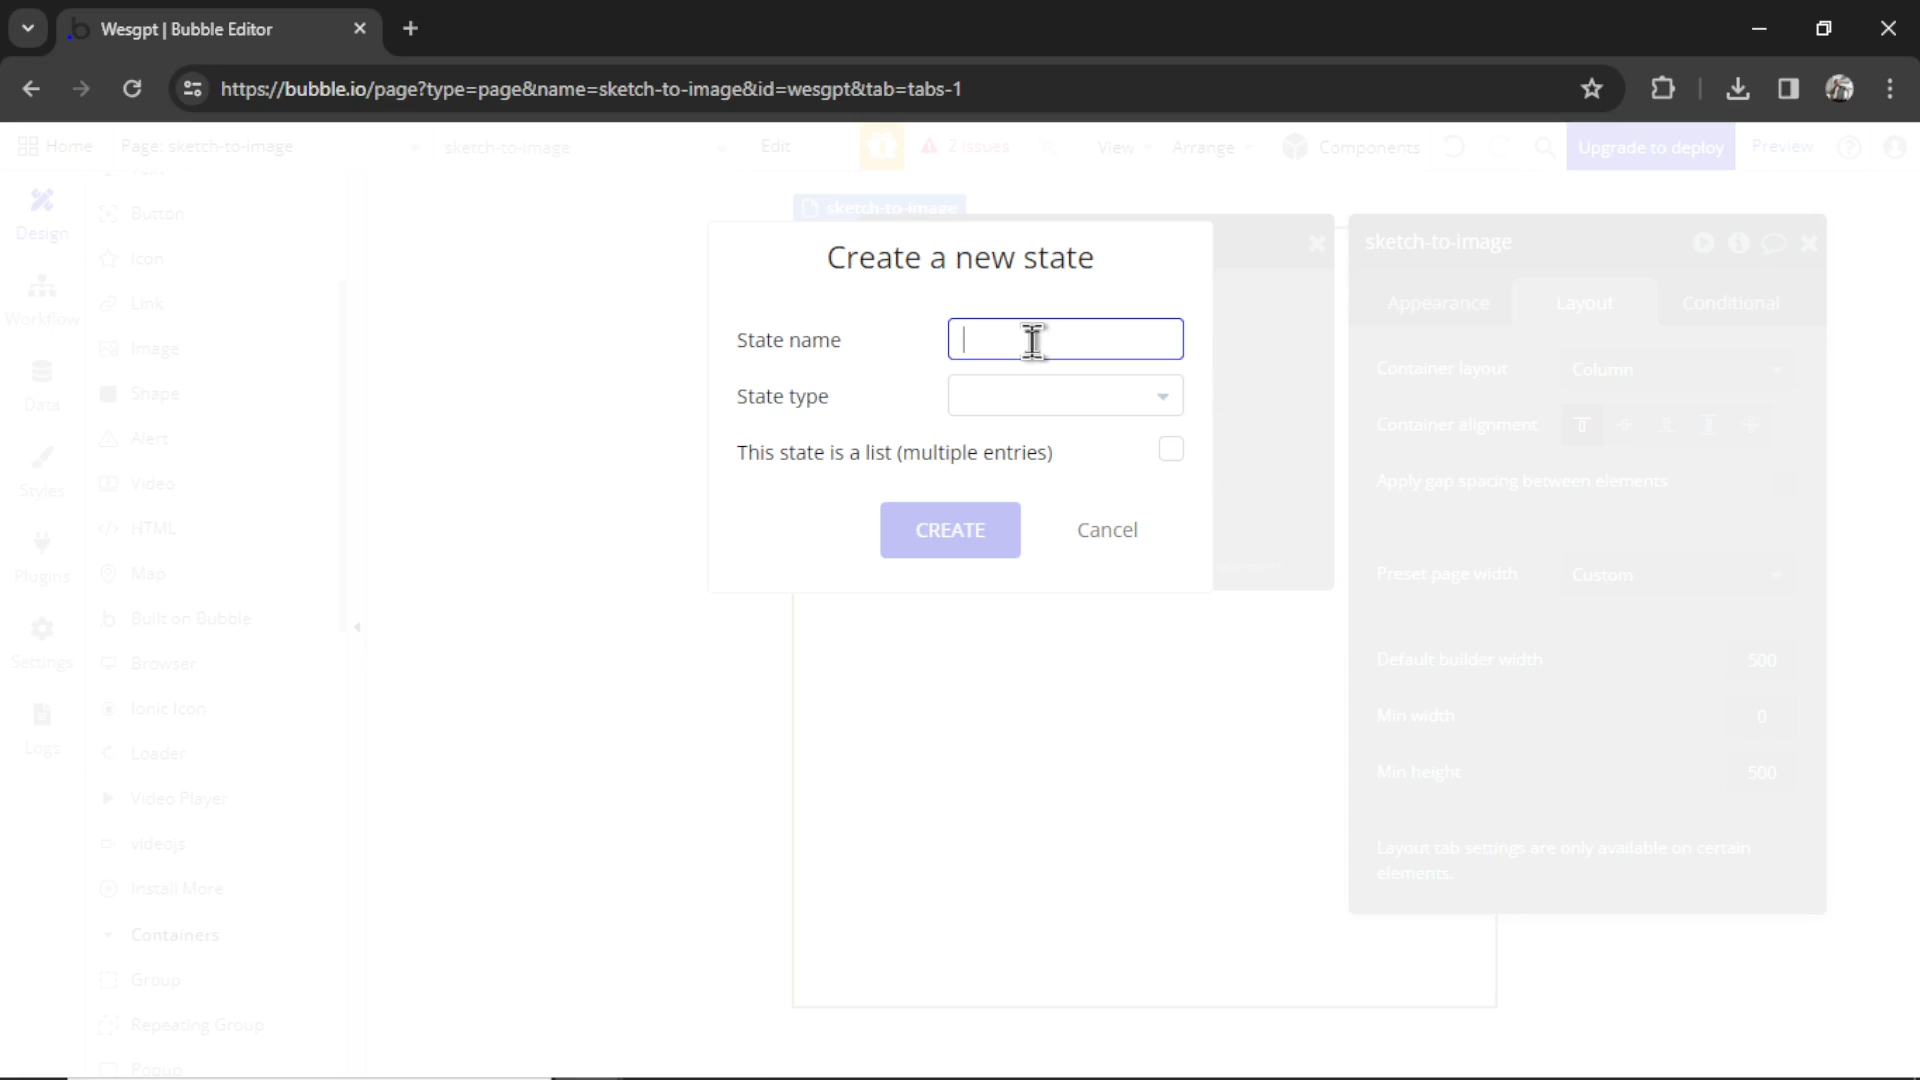 Wesgpt | Bubble Editor
https://bubble.io/page?type=page&name=sketch-to-image&id=wesgpt&tab=tabs-1
Home
Page: sketch-to-image
sketch-to-image
Edit
2 issues
View
Arrange
Components
Upgrade to deploy
Preview
Design
Workflow
Data
Styles
Plugins
Settings
Logs
Text
Button
Icon
Link
Image
Shape
Alert
Video
HTML
Map
Built on Bubble
Browser
Ionic Icon
Loader
Video Player
videojs
Install More
Containers
Group
Repeating Group
Popup
sketch-to-image
Create a new state
State name
State type
This state is a list (multiple entries)
CREATE
Cancel
sketch-to-image
Appearance
Layout
Conditional
Container layout
Column
Container alignment
Apply gap spacing between elements
Preset page width
Custom
Default builder width
500
Min width
0
Min height
500
Layout tab settings are only available on certain
elements.